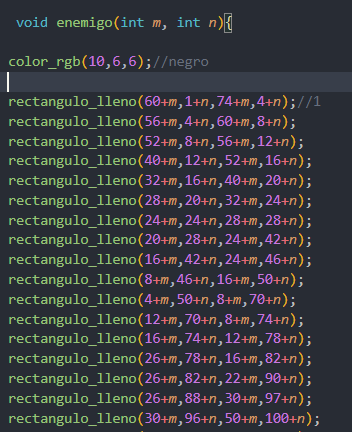 void enemigo(int m, int n){
color_rgb(10,6,6);//negro
rectangulo_lleno(60+m,1+n,74+m,4+n);//1
rectangulo_lleno(56+m,4+n,60+m,8+n);
rectangulo_lleno(52+m,8+n,56+m,12+n);
rectangulo_lleno(40+m,12+n,52+m,16+n);
rectangulo_lleno(32+m,16+n,40+m,20+n);
rectangulo_lleno(28+m,20+n,32+m,24+n);
rectangulo_lleno(24+m,24+n,28+m,28+n);
rectangulo_lleno(20+m,28+n,24+m,42+n);
rectangulo_lleno(16+m,42+n,24+m,46+n);
rectangulo_lleno(8+m,46+n,16+m,50+n);
rectangulo_lleno(4+m,50+n,8+m,70+n);
rectangulo_lleno(12+m,70+n,8+m,74+n);
rectangulo_lleno(16+m,74+n,12+m,78+n);
rectangulo_lleno(26+m,78+n,16+m,82+n);
rectangulo_lleno(26+m,82+n,22+m,90+n);
rectangulo_lleno(26+m,88+n,30+m,97+n);
rectangulo_lleno(30+m,96+n,50+m,100+n);